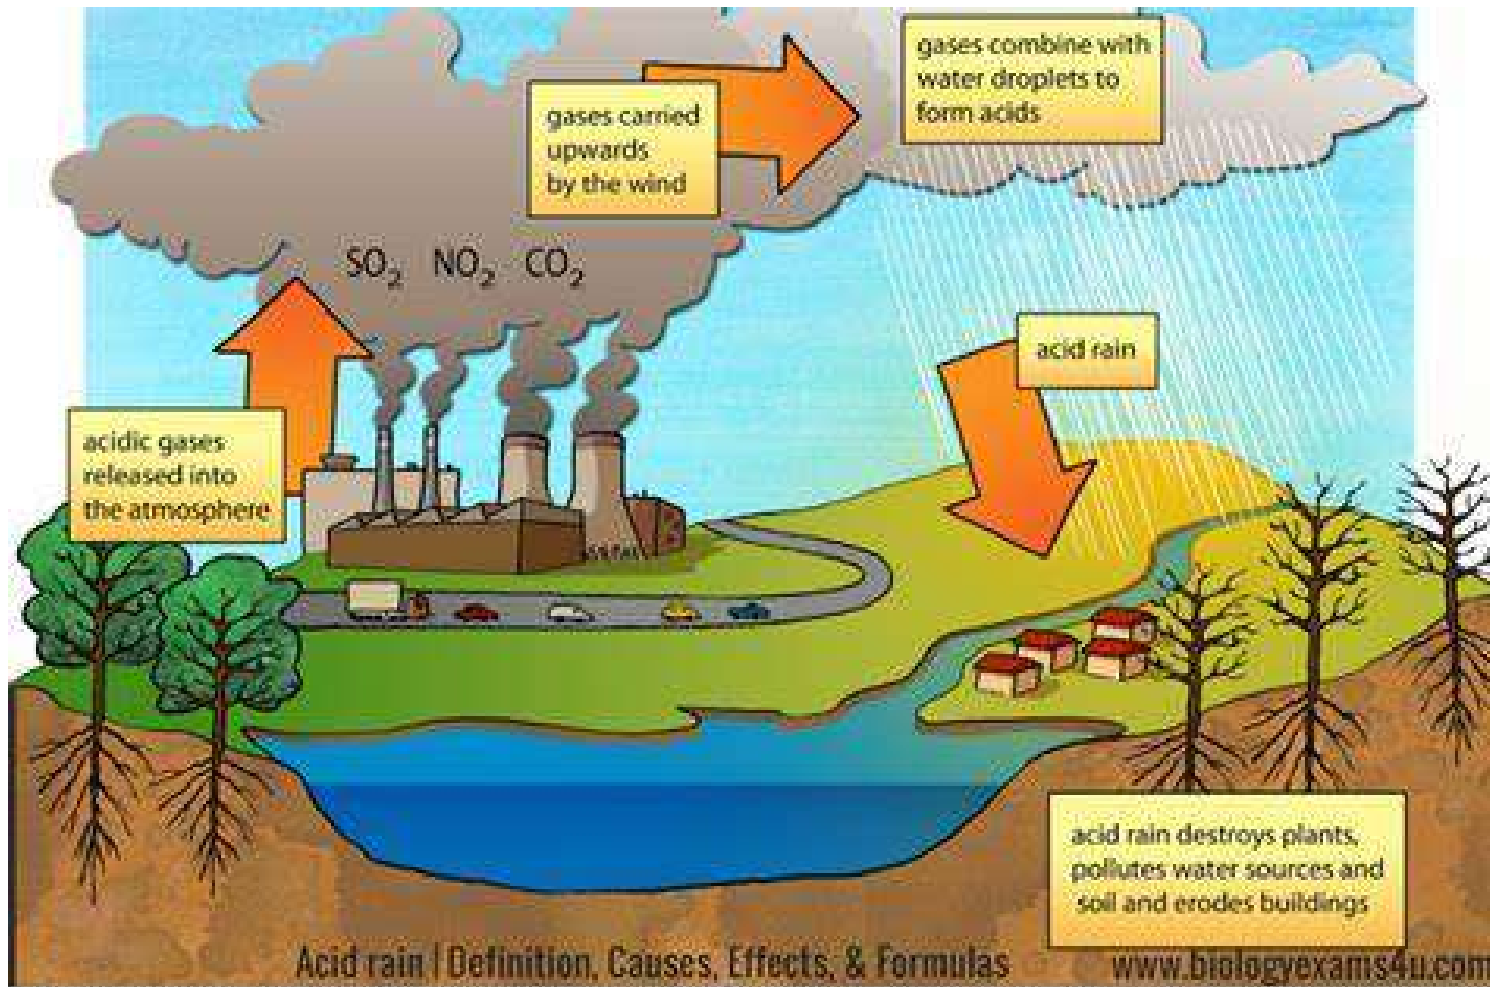 gases combine with
water droplets to
form acids
gases carried
upwards
by the wind
SO₂ NO₂ CO₂
acid rain
acidic gases
released into
the atmosphere
acid rain destroys plants,
pollutes water sources and
soil and erodes buildings
Acid rain | Definition, Causes, Effects, & Formulas
www.biologyexams4u.com